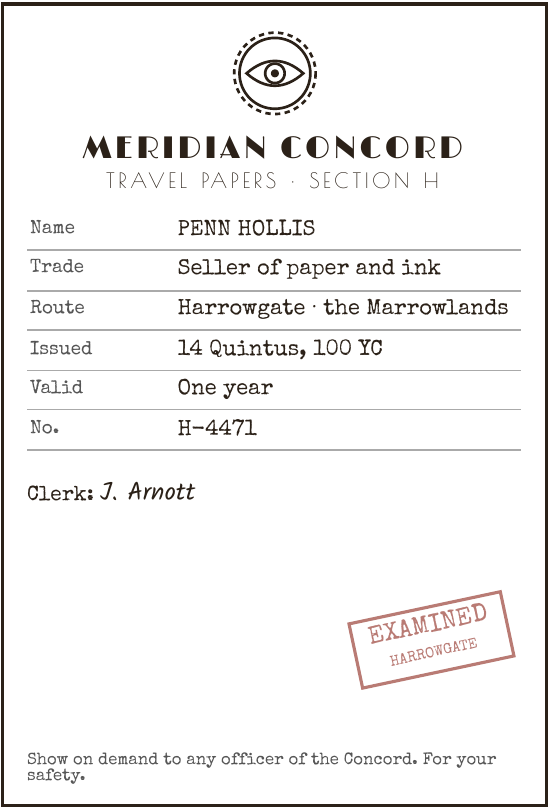 MERIDIAN CONCORD
TRAVEL PAPERS · SECTION H
Name PENN HOLLIS
Trade Seller of paper and ink
Route Harrowgate · the Marrowlands
Issued 14 Quintus, 100 YC
Valid One year
No. H-4471
Clerk: J. Arnott
EXAMINED
HARROWGATE
Show on demand to any officer of the Concord. For your
safety.